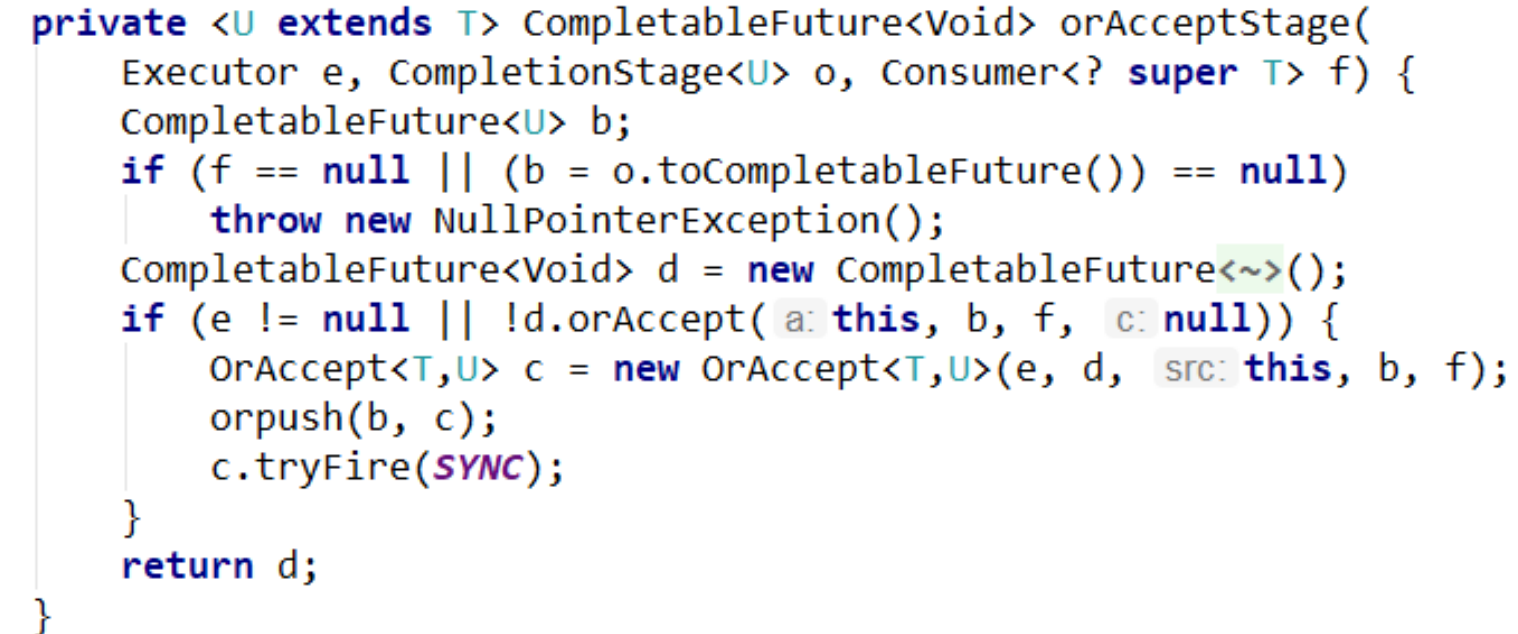 private <U extends T> CompletableFuture<Void> orAcceptStage(
    Executor e, CompletionStage<U> o, Consumer<? super T> f) {
    CompletableFuture<U> b;
    if (f == null || (b = o.toCompletableFuture()) == null)
        throw new NullPointerException();
    CompletableFuture<Void> d = new CompletableFuture<~>();
    if (e != null || !d.orAccept( a: this, b, f, c: null)) {
        OrAccept<T,U> c = new OrAccept<T,U>(e, d, src: this, b, f);
        orpush(b, c);
        c.tryFire(SYNC);
    }
    return d;
}